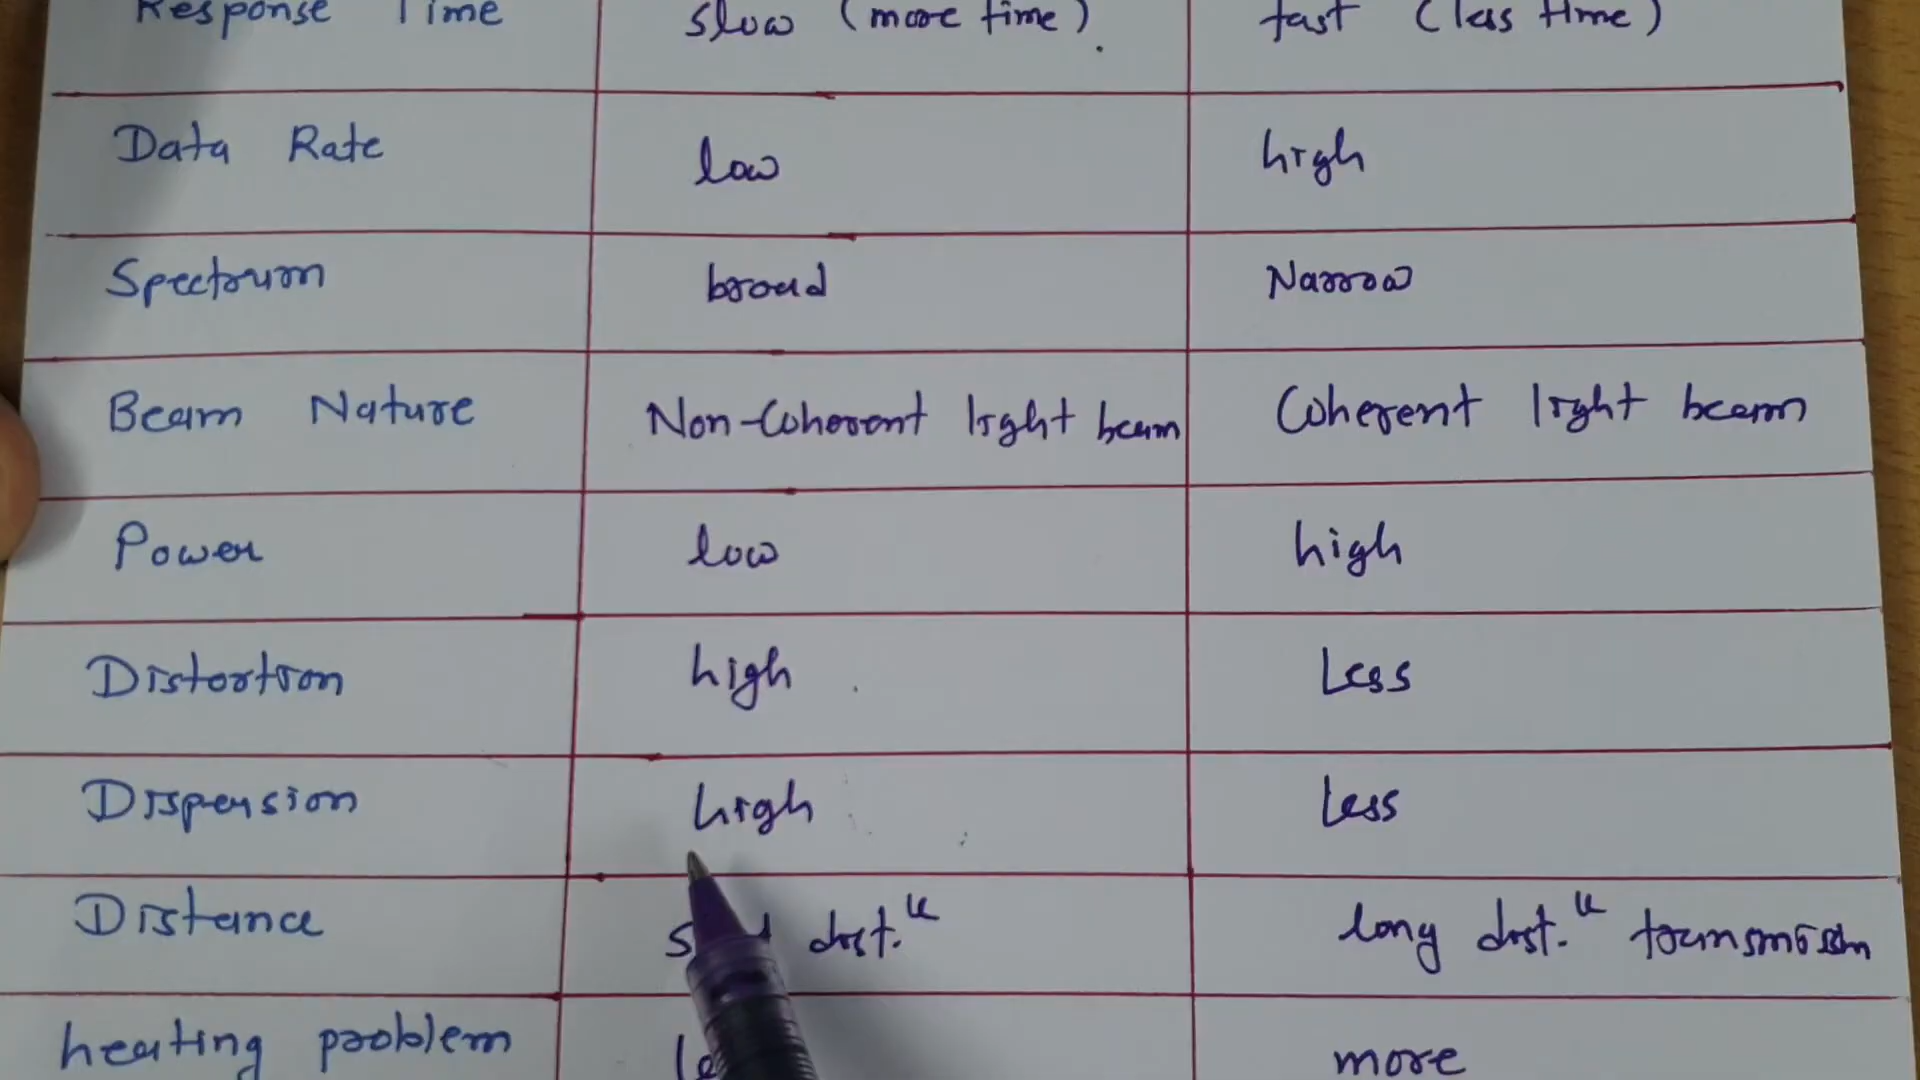 Response Time slow (more time) fast (less time)
Data Rate low high
Spectrum broad Narrow
Beam Nature Non-Coherent light beam Coherent light beam
Power low high
Distortion high Less
Dispersion high Less
Distance dist. long dist. transmission
heating problem more